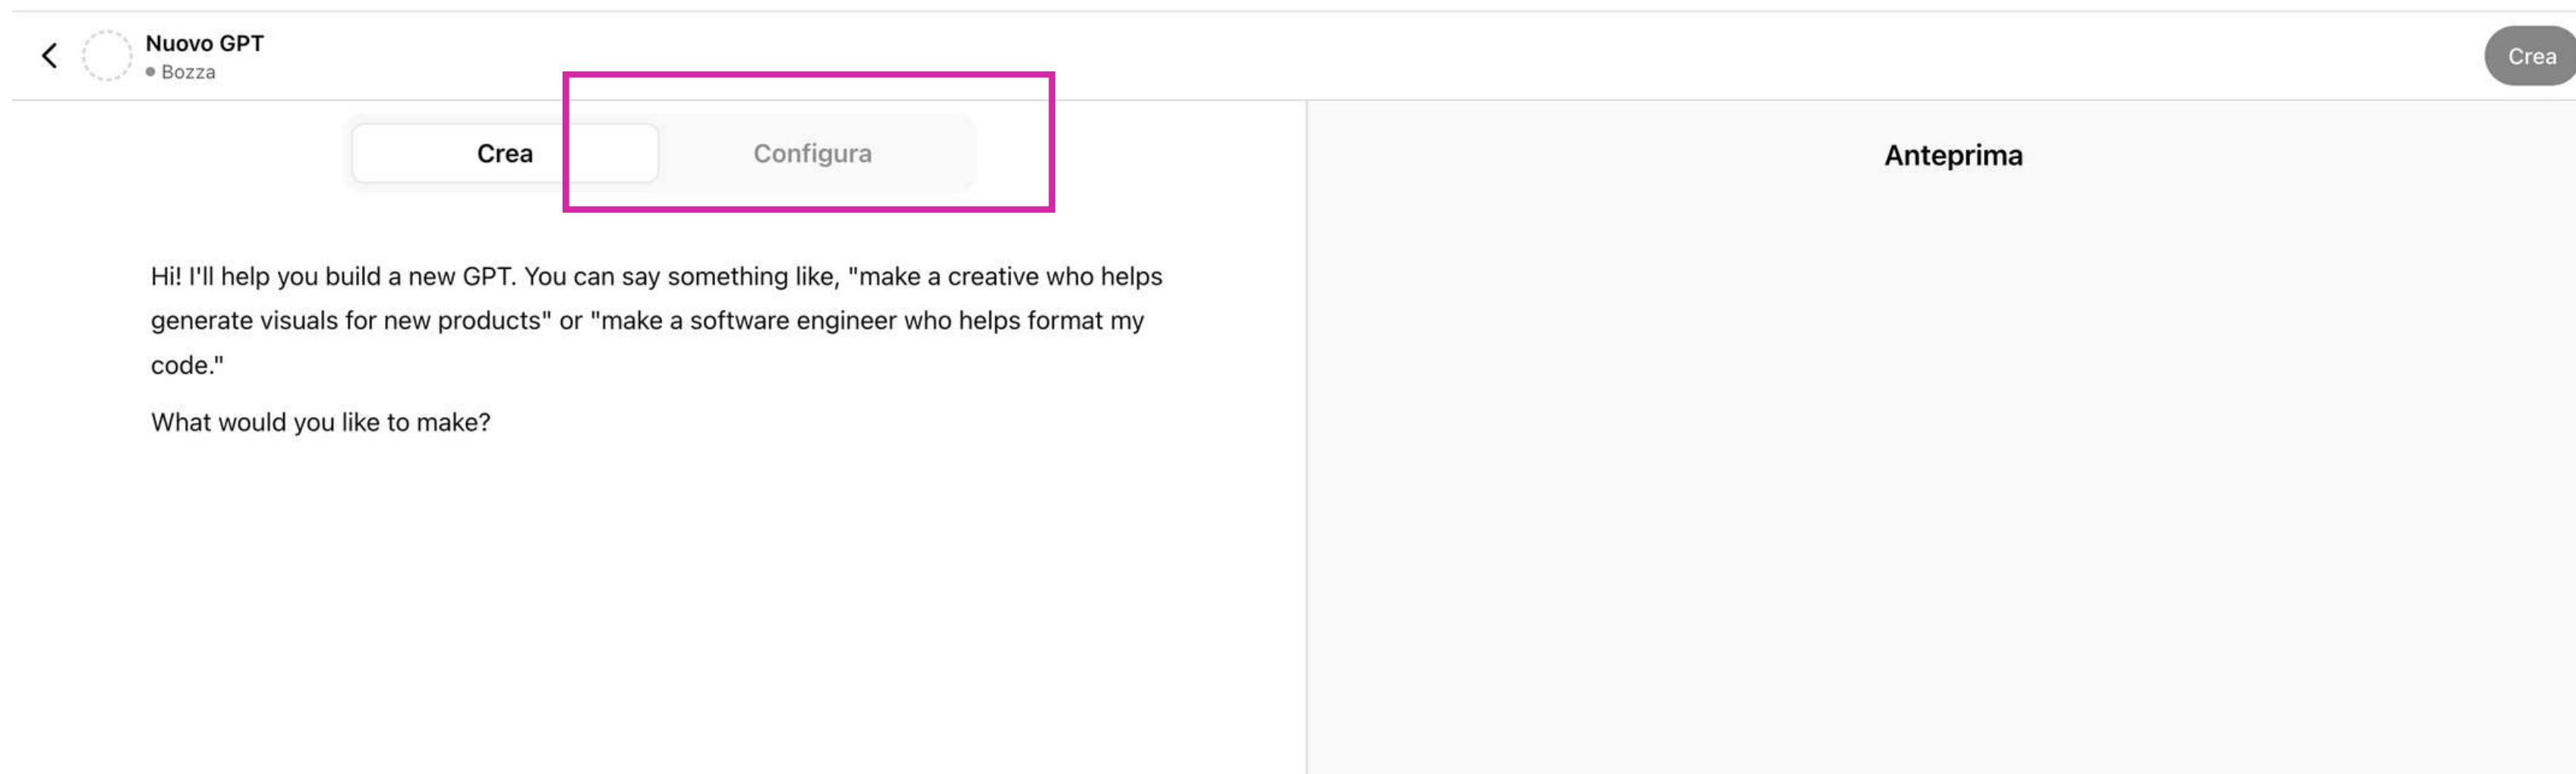 Nuovo GPT
Bozza
Crea
Crea
Configura
Anteprima
Hi! I'll help you build a new GPT. You can say something like, "make a creative who helps
generate visuals for new products" or "make a software engineer who helps format my
code."
What would you like to make?